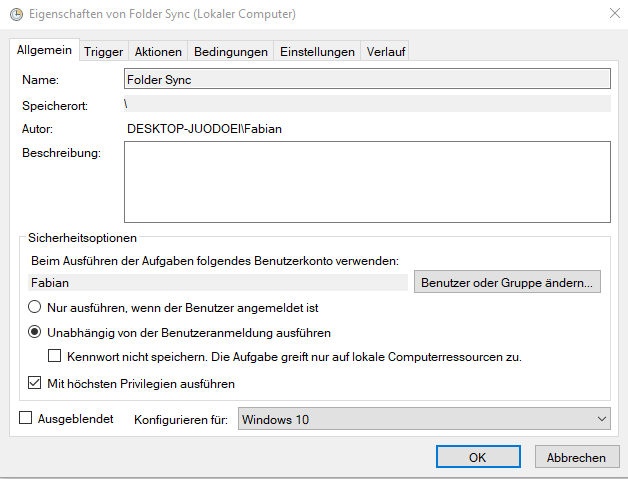 Eigenschaften von Folder Sync (Lokaler Computer)
Allgemein Trigger Aktionen Bedingungen Einstellungen Verlauf
Name: Folder Sync
Speicherort: \
Autor: DESKTOP-JUODOEI\Fabian
Beschreibung:
Sicherheitsoptionen
Beim Ausführen der Aufgaben folgendes Benutzerkonto verwenden:
Fabian Benutzer oder Gruppe ändern...
Nur ausführen, wenn der Benutzer angemeldet ist
Unabhängig von der Benutzeranmeldung ausführen
Kennwort nicht speichern. Die Aufgabe greift nur auf lokale Computerressourcen zu.
Mit höchsten Privilegien ausführen
Ausgeblendet Konfigurieren für: Windows 10
OK Abbrechen